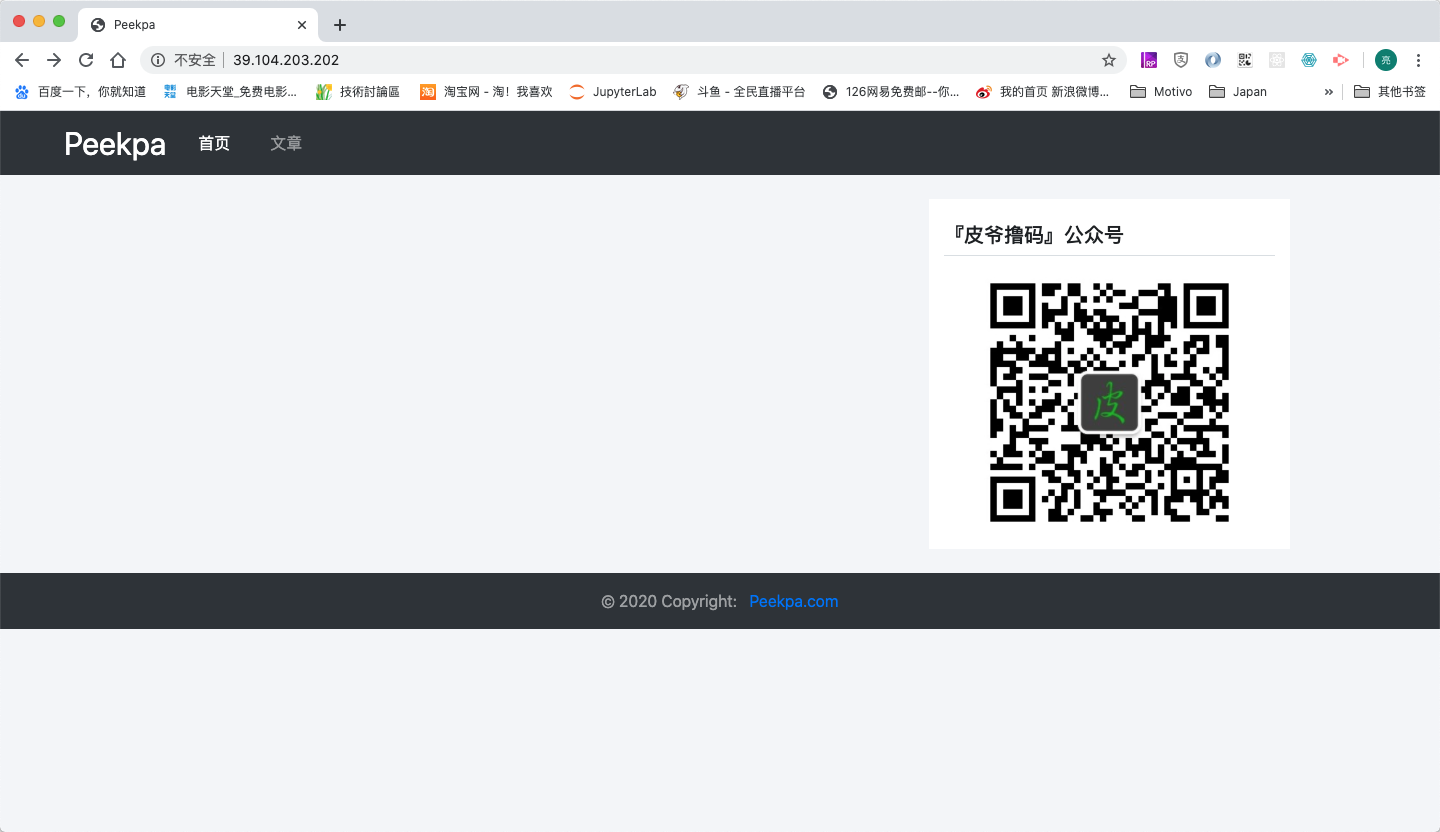 Peekpa
不安全 39.104.203.202
RP
亮
百度一下，你就知道 电影天堂_免费电影... 技術討論區 淘 淘宝网 - 淘！我喜欢 JupyterLab 斗鱼 - 全民直播平台 126网易免费邮--你... 我的首页 新浪微博... Motivo Japan » 其他书签
Peekpa 首页 文章
『皮爷撸码』公众号
皮
© 2020 Copyright: Peekpa.com